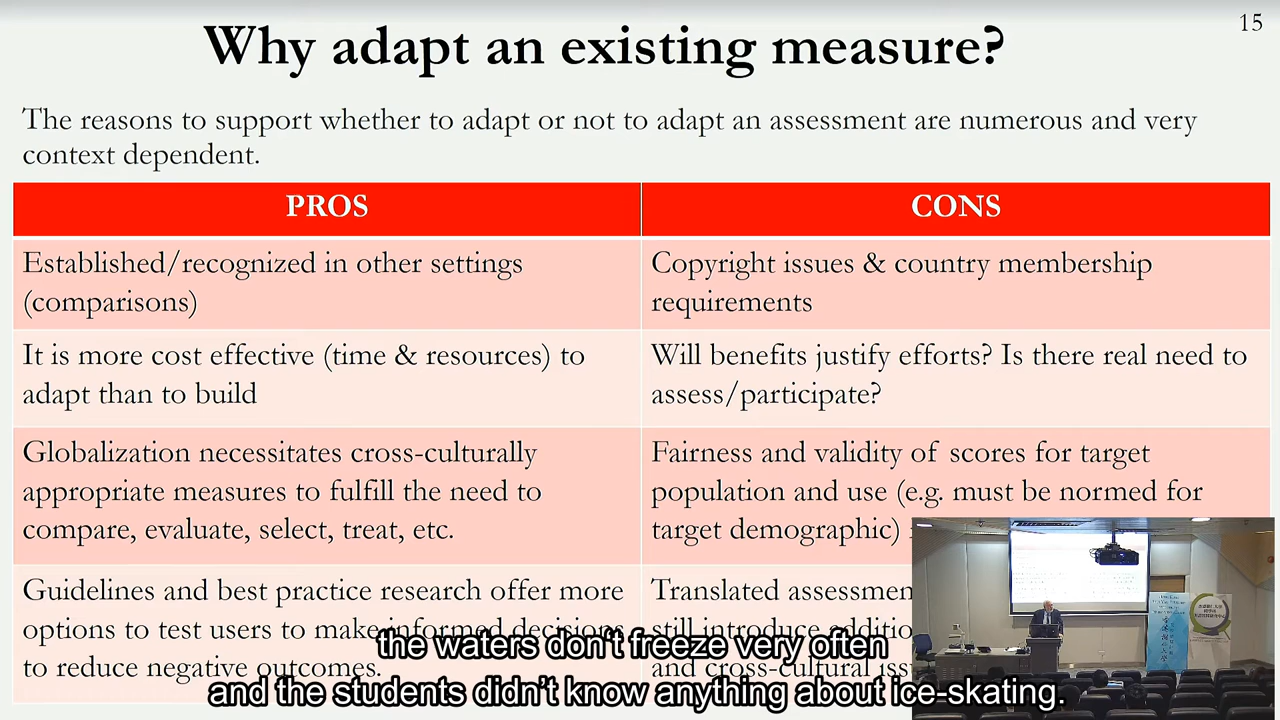 15
Why adapt an existing measure?
The reasons to support whether to adapt or not to adapt an assessment are numerous and very
context dependent.
PROS
CONS
Established/recognized in other settings
(comparisons)
Copyright issues & country membership
requirements
It is more cost effective (time & resources) to
adapt than to build
Will benefits justify efforts? Is there real need to
assess/participate?
Globalization necessitates cross-culturally
appropriate measures to fulfill the need to
compare, evaluate, select, treat, etc.
Fairness and validity of scores for target
population and use (e.g. must be normed for
target demographic)
Guidelines and best practice research offer more
options to test users to make informed decisions
to reduce negative outcomes.
Translated
still introduce
and cross-cultural
the waters don't freeze very often
and the students didn't know anything about ice-skating.